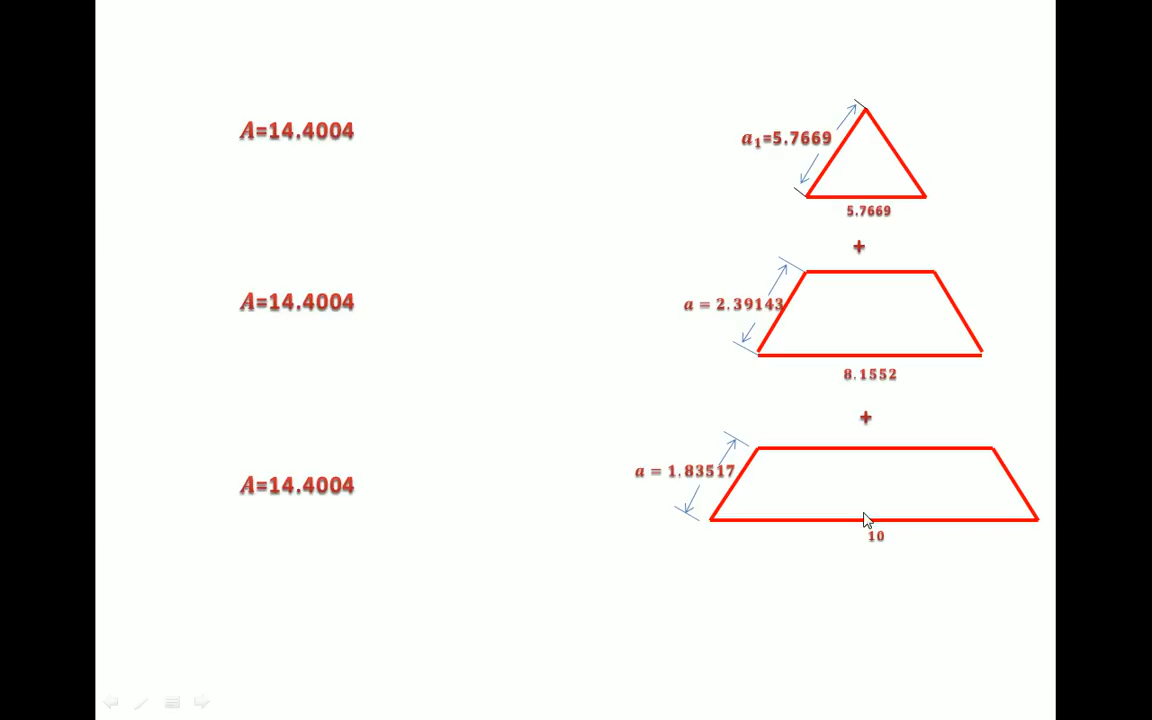 A=14.4004
a₁=5.7669
5.7669
+
A=14.4004
a = 2.39143
8.1552
+
a = 1.83517
A=14.4004
10